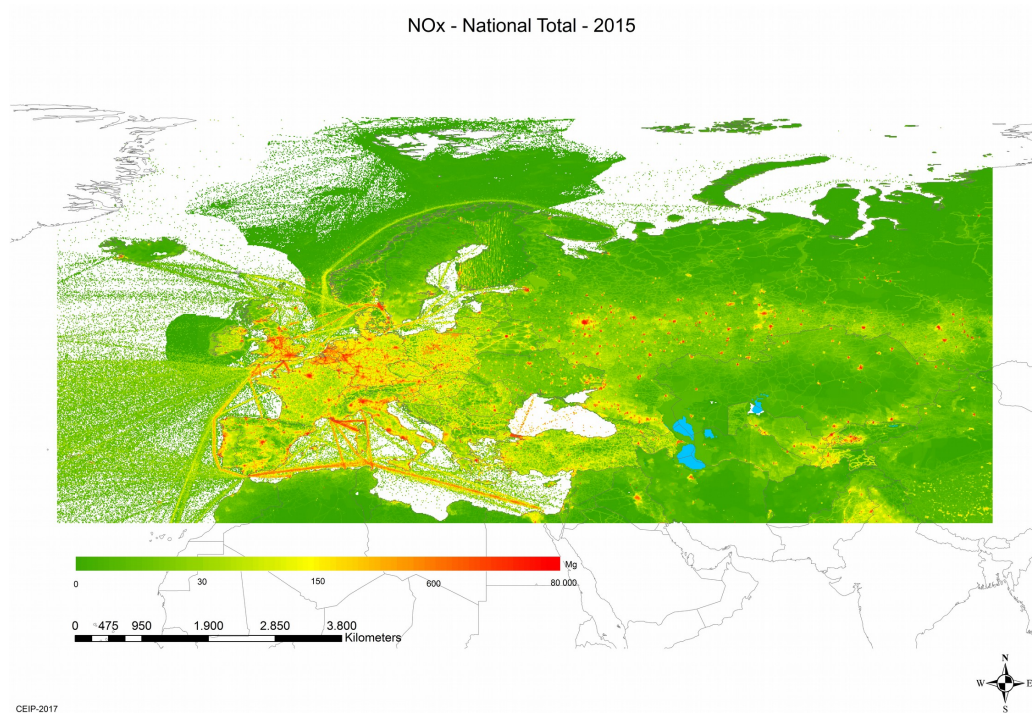 NOx - National Total - 2015
Mg
0 30 150 600 80 000
0 475 950 1.900 2.850 3.800
Kilometers
N
W E
S
CEIP-2017